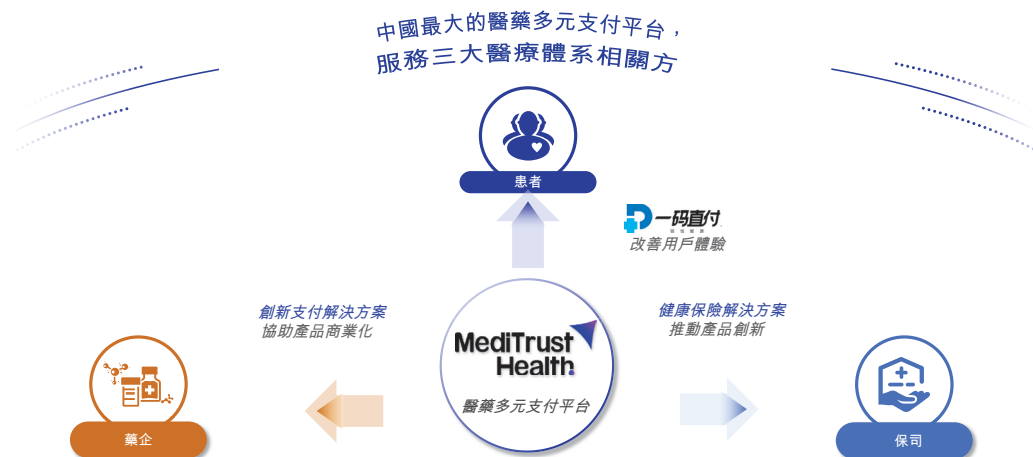 中國最大的醫藥多元支付平台，
服務三大醫療體系相關方
患者
一码直付
改善用戶體驗
創新支付解決方案
協助產品商業化
健康保險解決方案
推動產品創新
MediTrust
Health
醫藥多元支付平台
藥企
保司